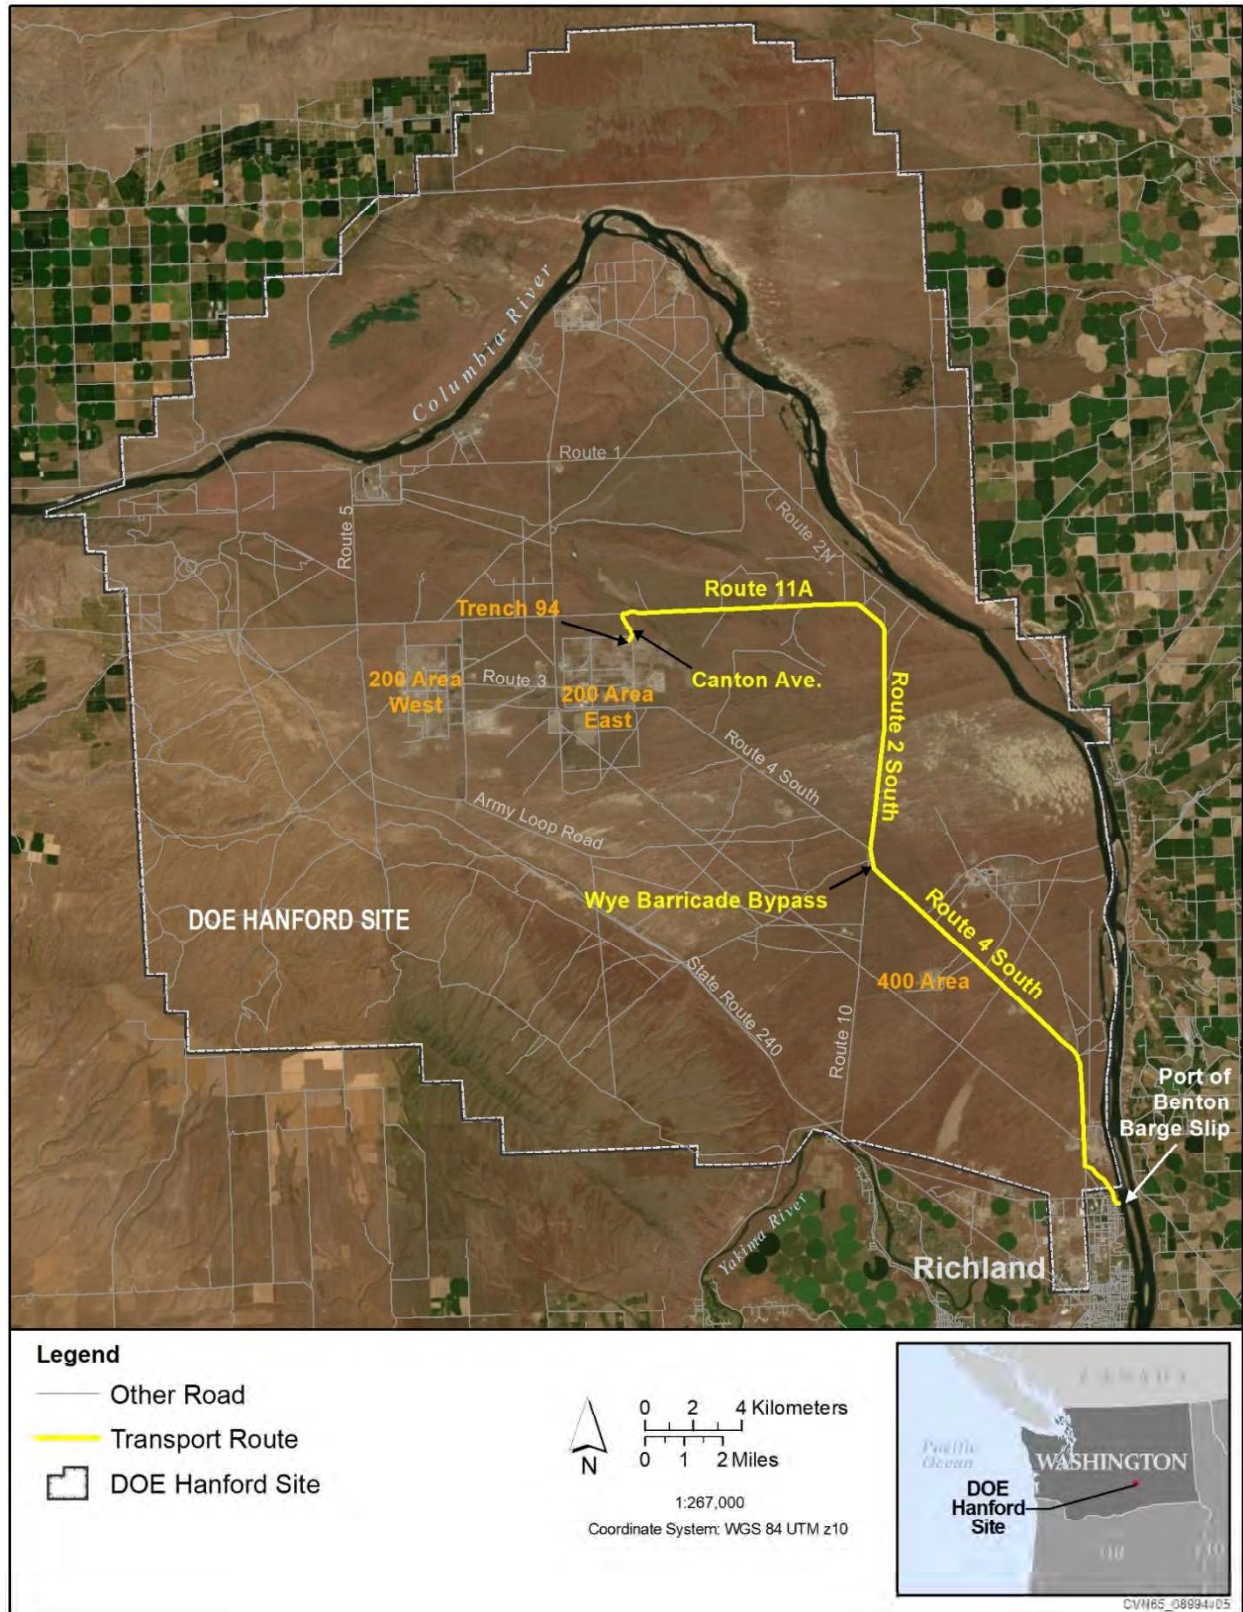 Columbia River
Route 1
Route 5
Route 2N
Route 11A
Trench 94
Canton Ave.
200 Area
West
Route 3
200 Area
East
Route 2 South
Route 4 South
Army Loop Road
Wye Barricade Bypass
Route 4 South
DOE HANFORD SITE
400 Area
State Route 240
Route 10
Port of
Benton
Barge Slip
Yakima River
Richland
Legend
Other Road
Transport Route
DOE Hanford Site
N
0 2 4 Kilometers
0 1 2 Miles
1:267,000
Coordinate System: WGS 84 UTM z10
CANADA
Pacific
Ocean
WASHINGTON
DOE
Hanford
Site